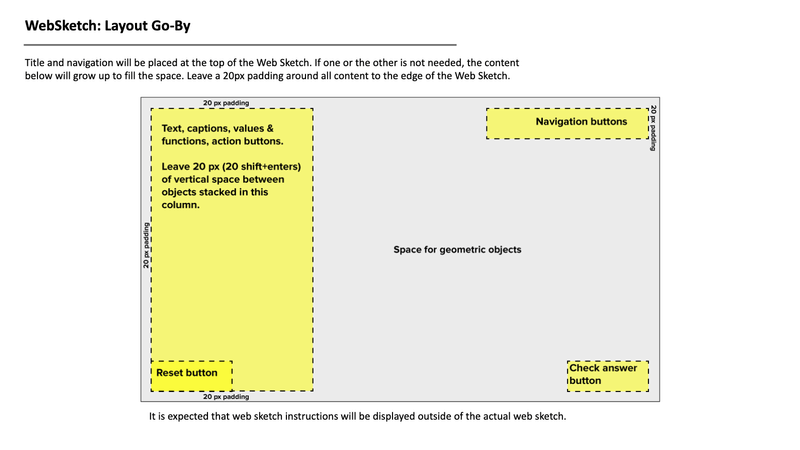 WebSketch: Layout Go-By
Title and navigation will be placed at the top of the Web Sketch. If one or the other is not needed, the content
below will grow up to fill the space. Leave a 20px padding around all content to the edge of the Web Sketch.
20 px padding
Text, captions, values &
functions, action buttons.
Leave 20 px (20 shift+enters)
of vertical space between
objects stacked in this
column.
Navigation buttons
20 px padding
20 px padding
Space for geometric objects
Reset button
Check answer
button
20 px padding
It is expected that web sketch instructions will be displayed outside of the actual web sketch.